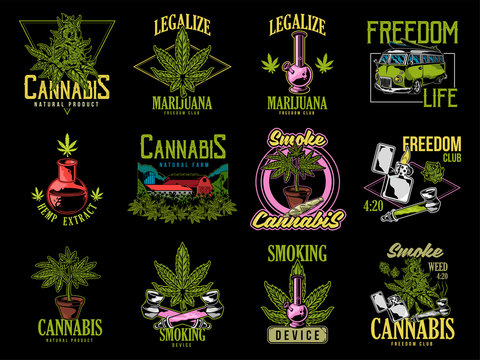 CANNABIS
NATURAL PRODUCT
LEGALIZE
MARIJUANA
FREEDOM CLUB
LEGALIZE
MARIJUANA
FREEDOM CLUB
FREEDOM
LIFE
HEMP EXTRACT
CANNABIS
NATURAL FARM
Smoke
Cannabis
FREEDOM
CLUB
4:20
CANNABIS
NATURAL PRODUCT
SMOKING
DEVICE
SMOKING
DEVICE
Smoke
WEED
4:20
CANNABIS
FREEDOM CLUB